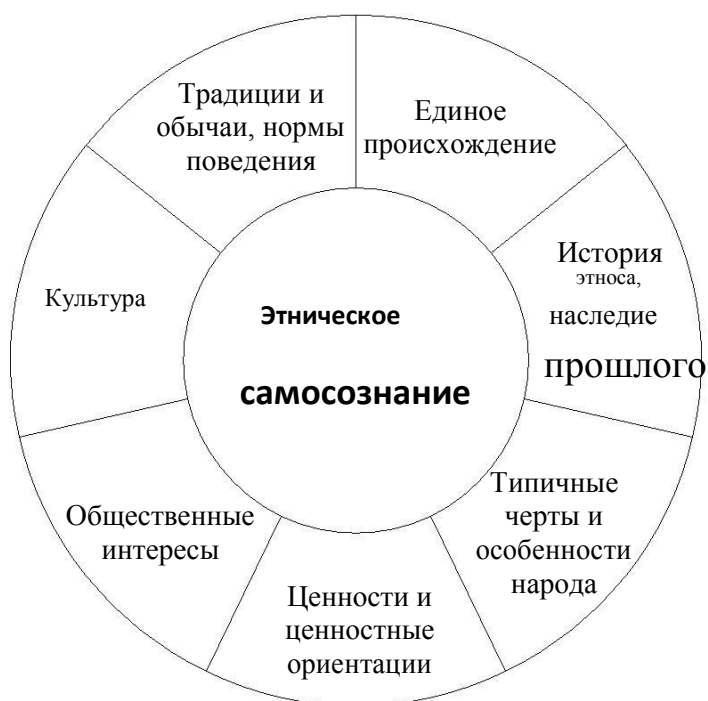 Традиции и
обычаи, нормы
поведения
Единое
происхождение
История
этноса,
наследие
прошлого
Типичные
черты и
особенности
народа
Ценности и
ценностные
ориентации
Общественные
интересы
Культура
Этническое
самосознание